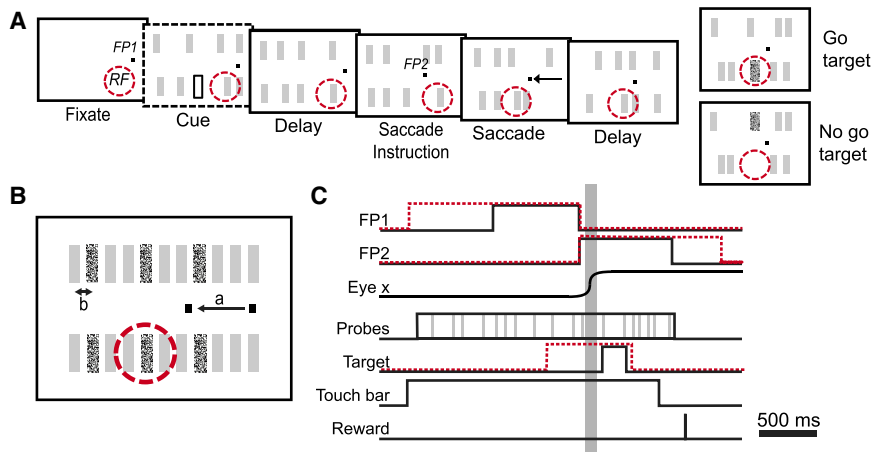 A
FP1
RF
Fixate
Cue
Delay
FP2
Saccade
Instruction
Saccade
Delay
Go
target
No go
target
B
b
a
C
FP1
FP2
Eye x
Probes
Target
Touch bar
Reward
500 ms